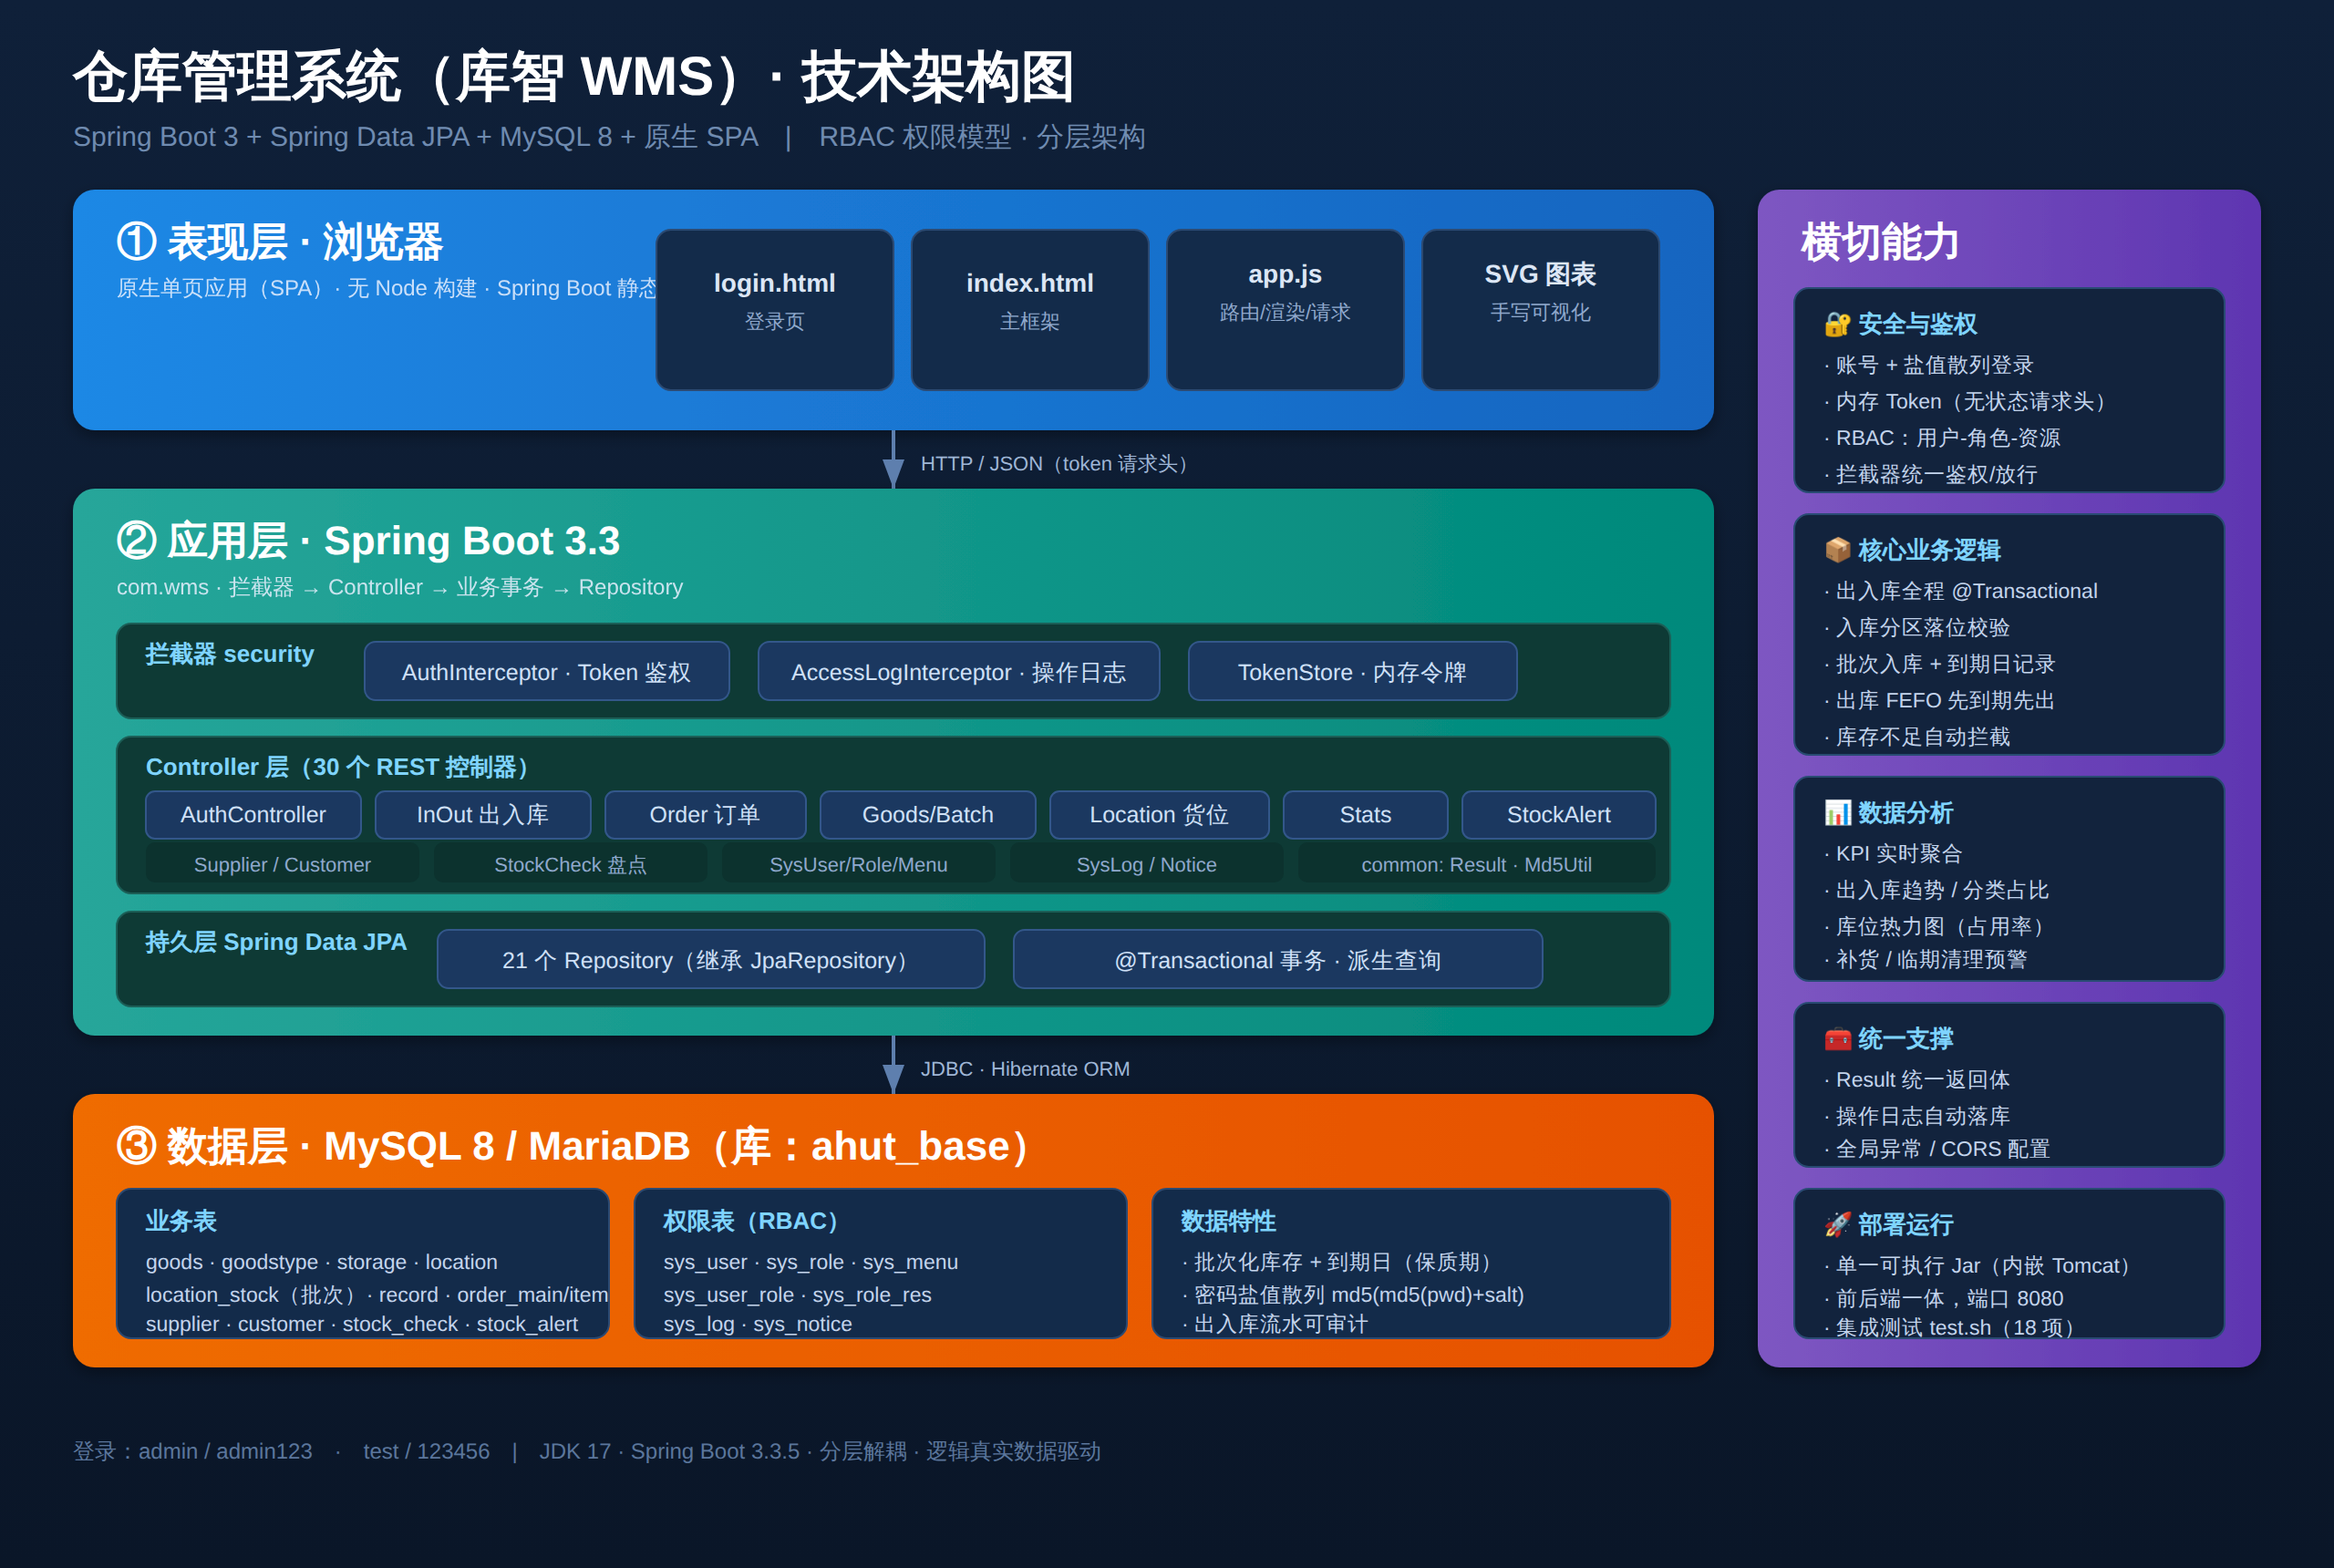 仓库管理系统（库智 WMS）· 技术架构图
Spring Boot 3 + Spring Data JPA + MySQL 8 + 原生 SPA | RBAC 权限模型 · 分层架构
① 表现层 · 浏览器
原生单页应用（SPA）· 无 Node 构建 · Spring Boot 静态
login.html
登录页
index.html
主框架
app.js
路由/渲染/请求
SVG 图表
手写可视化
HTTP / JSON（token 请求头）
② 应用层 · Spring Boot 3.3
com.wms · 拦截器 → Controller → 业务事务 → Repository
拦截器 security
AuthInterceptor · Token 鉴权
AccessLogInterceptor · 操作日志
TokenStore · 内存令牌
Controller 层（30 个 REST 控制器）
AuthController
InOut 出入库
Order 订单
Goods/Batch
Location 货位
Stats
StockAlert
Supplier / Customer
StockCheck 盘点
SysUser/Role/Menu
SysLog / Notice
common: Result · Md5Util
持久层 Spring Data JPA
21 个 Repository（继承 JpaRepository）
@Transactional 事务 · 派生查询
JDBC · Hibernate ORM
③ 数据层 · MySQL 8 / MariaDB（库：ahut_base）
业务表
goods · goodstype · storage · location
location_stock（批次）· record · order_main/item
supplier · customer · stock_check · stock_alert
权限表（RBAC）
sys_user · sys_role · sys_menu
sys_user_role · sys_role_res
sys_log · sys_notice
数据特性
· 批次化库存 + 到期日（保质期）
· 密码盐值散列 md5(md5(pwd)+salt)
· 出入库流水可审计
横切能力
🔐 安全与鉴权
· 账号 + 盐值散列登录
· 内存 Token（无状态请求头）
· RBAC：用户-角色-资源
· 拦截器统一鉴权/放行
📦 核心业务逻辑
· 出入库全程 @Transactional
· 入库分区落位校验
· 批次入库 + 到期日记录
· 出库 FEFO 先到期先出
· 库存不足自动拦截
📊 数据分析
· KPI 实时聚合
· 出入库趋势 / 分类占比
· 库位热力图（占用率）
· 补货 / 临期清理预警
🧰 统一支撑
· Result 统一返回体
· 操作日志自动落库
· 全局异常 / CORS 配置
🚀 部署运行
· 单一可执行 Jar（内嵌 Tomcat）
· 前后端一体，端口 8080
· 集成测试 test.sh（18 项）
登录：admin / admin123 · test / 123456 | JDK 17 · Spring Boot 3.3.5 · 分层解耦 · 逻辑真实数据驱动